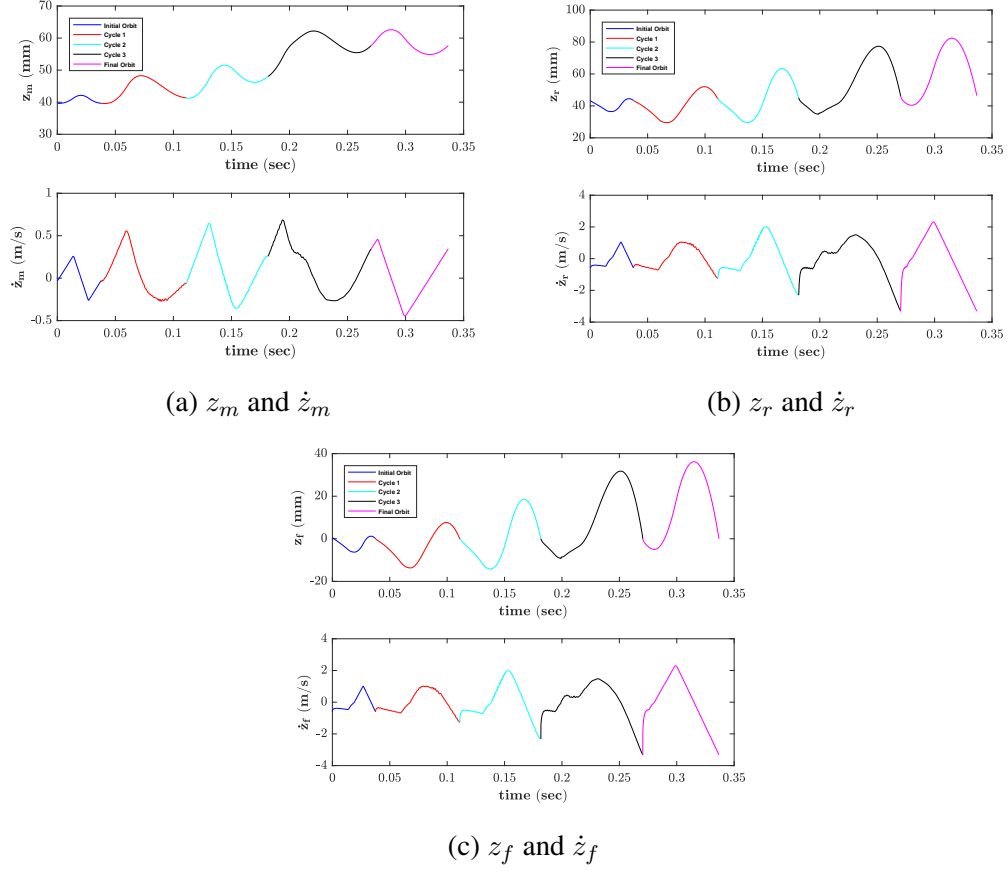 70
60
50
40
30
z_m (mm)
Initial Orbit
Cycle 1
Cycle 2
Cycle 3
Final Orbit
0 0.05 0.1 0.15 0.2 0.25 0.3 0.35
time (sec)
1
0.5
0
-0.5
ż_m (m/s)
0 0.05 0.1 0.15 0.2 0.25 0.3 0.35
time (sec)
(a) z_m and ż_m
100
80
60
40
20
z_r (mm)
Initial Orbit
Cycle 1
Cycle 2
Cycle 3
Final Orbit
0 0.05 0.1 0.15 0.2 0.25 0.3 0.35
time (sec)
4
2
0
-2
-4
ż_r (m/s)
0 0.05 0.1 0.15 0.2 0.25 0.3 0.35
time (sec)
(b) z_r and ż_r
40
20
0
-20
z_f (mm)
Initial Orbit
Cycle 1
Cycle 2
Cycle 3
Final Orbit
0 0.05 0.1 0.15 0.2 0.25 0.3 0.35
time (sec)
4
2
0
-2
-4
ż_f (m/s)
0 0.05 0.1 0.15 0.2 0.25 0.3 0.35
time (sec)
(c) z_f and ż_f